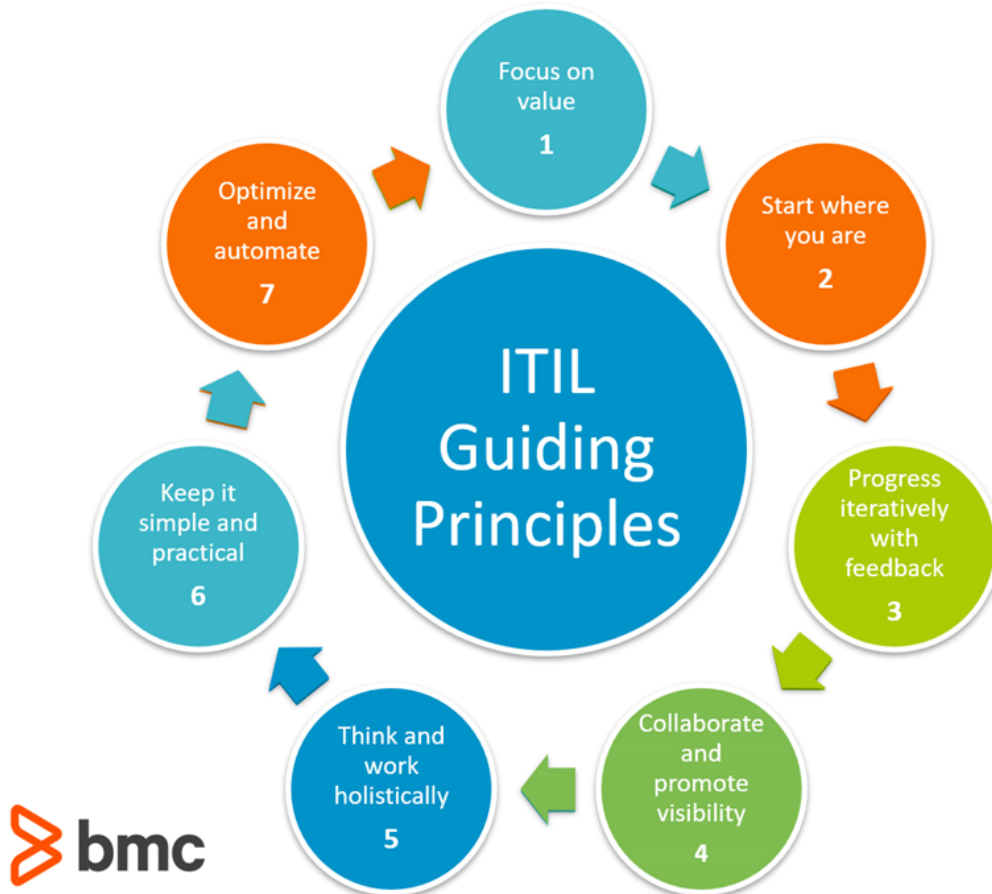 Focus on
value
1
Start where
you are
2
Progress
iteratively
with
feedback
3
Collaborate
and
promote
visibility
4
Think and
work
holistically
5
Keep it
simple and
practical
6
Optimize
and
automate
7
ITIL
Guiding
Principles
bmc